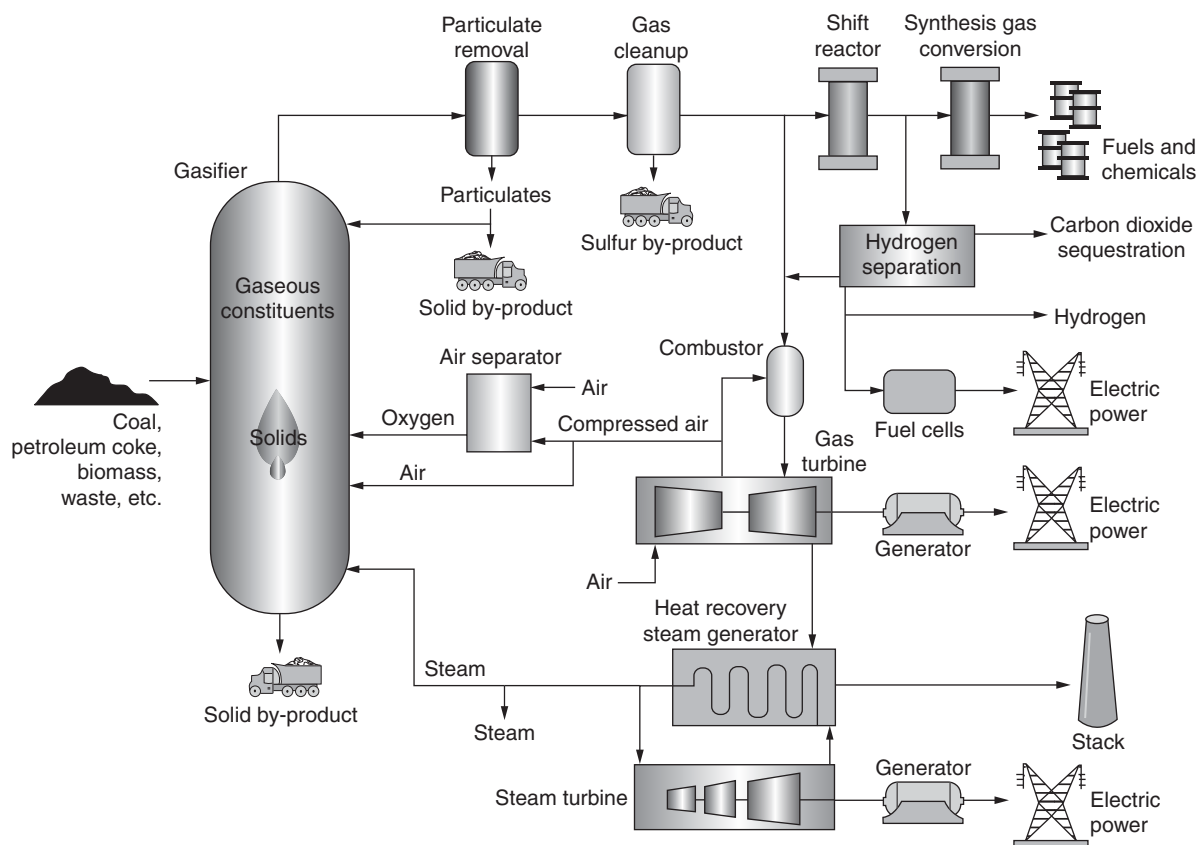 Particulate
removal
Gas
cleanup
Shift
reactor
Synthesis gas
conversion
Fuels and
chemicals
Gasifier
Particulates
Sulfur by-product
Solid by-product
Hydrogen
separation
Carbon dioxide
sequestration
Hydrogen
Gaseous
constituents
Air separator
Air
Combustor
Oxygen
Compressed air
Solids
Air
Coal,
petroleum coke,
biomass,
waste, etc.
Fuel cells
Electric
power
Gas
turbine
Generator
Electric
power
Air
Heat recovery
steam generator
Steam
Steam
Solid by-product
Stack
Steam turbine
Generator
Electric
power